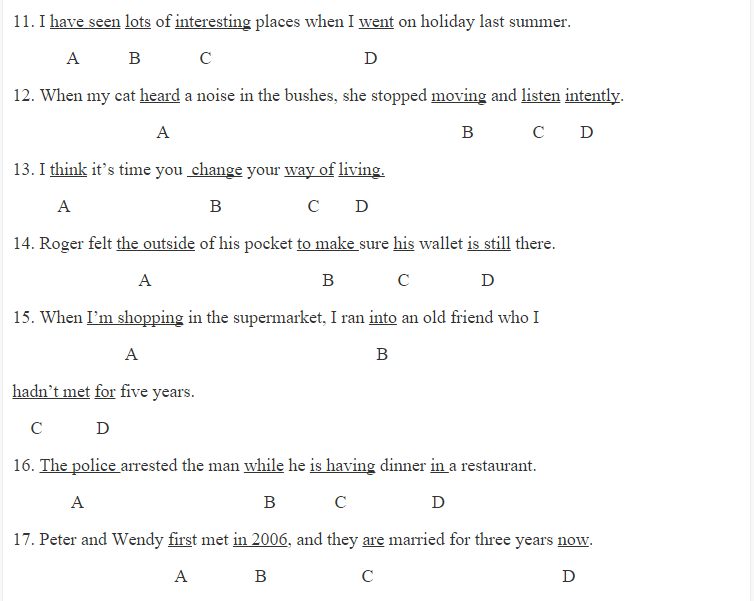 11. I have seen lots of interesting places when I went on holiday last summer.
A B C D
12. When my cat heard a noise in the bushes, she stopped moving and listen intently.
A B C D
13. I think it’s time you change your way of living.
A B C D
14. Roger felt the outside of his pocket to make sure his wallet is still there.
A B C D
15. When I’m shopping in the supermarket, I ran into an old friend who I
A B
hadn’t met for five years.
C D
16. The police arrested the man while he is having dinner in a restaurant.
A B C D
17. Peter and Wendy first met in 2006, and they are married for three years now.
A B C D